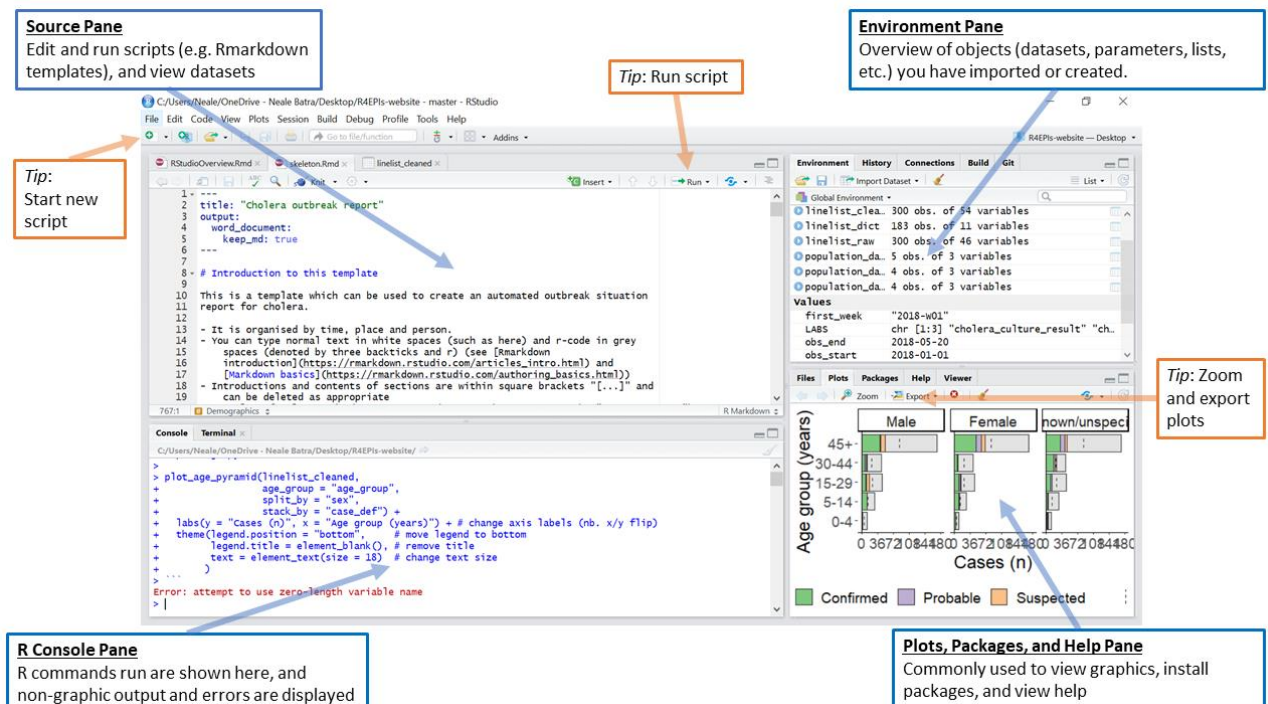 Source Pane
Edit and run scripts (e.g. Rmarkdown
templates), and view datasets
Environment Pane
Overview of objects (datasets, parameters, lists,
etc.) you have imported or created.
Tip: Run script
Tip:
Start new
script
Tip: Zoom
and export
plots
C:/Users/Neale/OneDrive - Neale Batra/Desktop/R4EPIs-website - master - RStudio
File Edit Code View Plots Session Build Debug Profile Tools Help
Go to file/function Addins
R4EPIs-website — Desktop
RStudioOverview.Rmd skeleton.Rmd linelist_cleaned
ABC Knit Insert Run
1 ---
2 title: "Cholera outbreak report"
3 output:
4 word_document:
5 keep_md: true
6 ---
7
8 # Introduction to this template
9
10 This is a template which can be used to create an automated outbreak situation
11 report for cholera.
12
13 - It is organised by time, place and person.
14 - You can type normal text in white spaces (such as here) and r-code in grey
15 spaces (denoted by three backticks and r) (see [Rmarkdown
16 introduction](https://rmarkdown.rstudio.com/articles_intro.html) and
17 [Markdown basics](https://rmarkdown.rstudio.com/authoring_basics.html))
18 - Introductions and contents of sections are within square brackets "[...]" and
19 can be deleted as appropriate
767:1 Demographics R Markdown
Console Terminal
C:/Users/Neale/OneDrive - Neale Batra/Desktop/R4EPIs-website/
>
> plot_age_pyramid(linelist_cleaned,
+ age_group = "age_group",
+ split_by = "sex",
+ stack_by = "case_def") +
+ labs(y = "Cases (n)", x = "Age group (years)") + # change axis labels (nb. x/y flip)
+ theme(legend.position = "bottom", # move legend to bottom
+ legend.title = element_blank(), # remove title
+ text = element_text(size = 18) # change text size
+ )
> ```
Error: attempt to use zero-length variable name
> |
Environment History Connections Build Git
Import Dataset List
Global Environment
linelist_clea… 300 obs. of 54 variables
linelist_dict 183 obs. of 11 variables
linelist_raw 300 obs. of 46 variables
population_da… 5 obs. of 3 variables
population_da… 4 obs. of 3 variables
population_da… 4 obs. of 3 variables
Values
first_week "2018-W01"
LABS chr [1:3] "cholera_culture_result" "ch…
obs_end 2018-05-20
obs_start 2018-01-01
Files Plots Packages Help Viewer
Zoom Export
Male Female nown/unspeci
Age group (years)
45+
30-44
15-29
5-14
0-4
Cases (n)
Confirmed Probable Suspected
R Console Pane
R commands run are shown here, and
non-graphic output and errors are displayed
Plots, Packages, and Help Pane
Commonly used to view graphics, install
packages, and view help